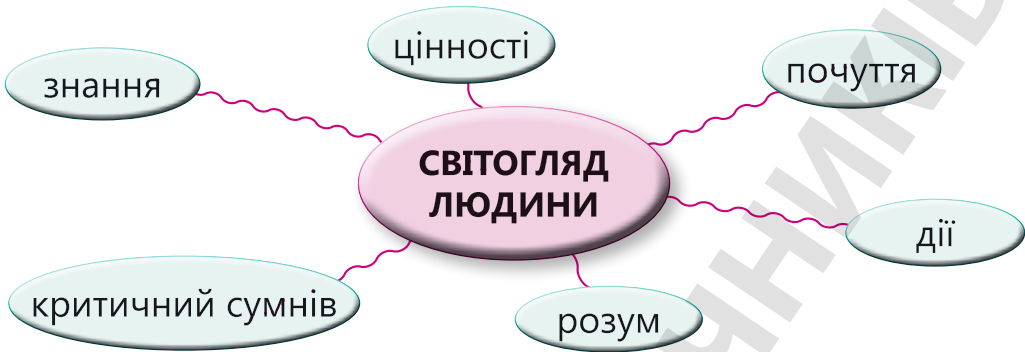 цінності
знання
почуття
СВІТОГЛЯД
ЛЮДИНИ
дії
критичний сумнів
розум